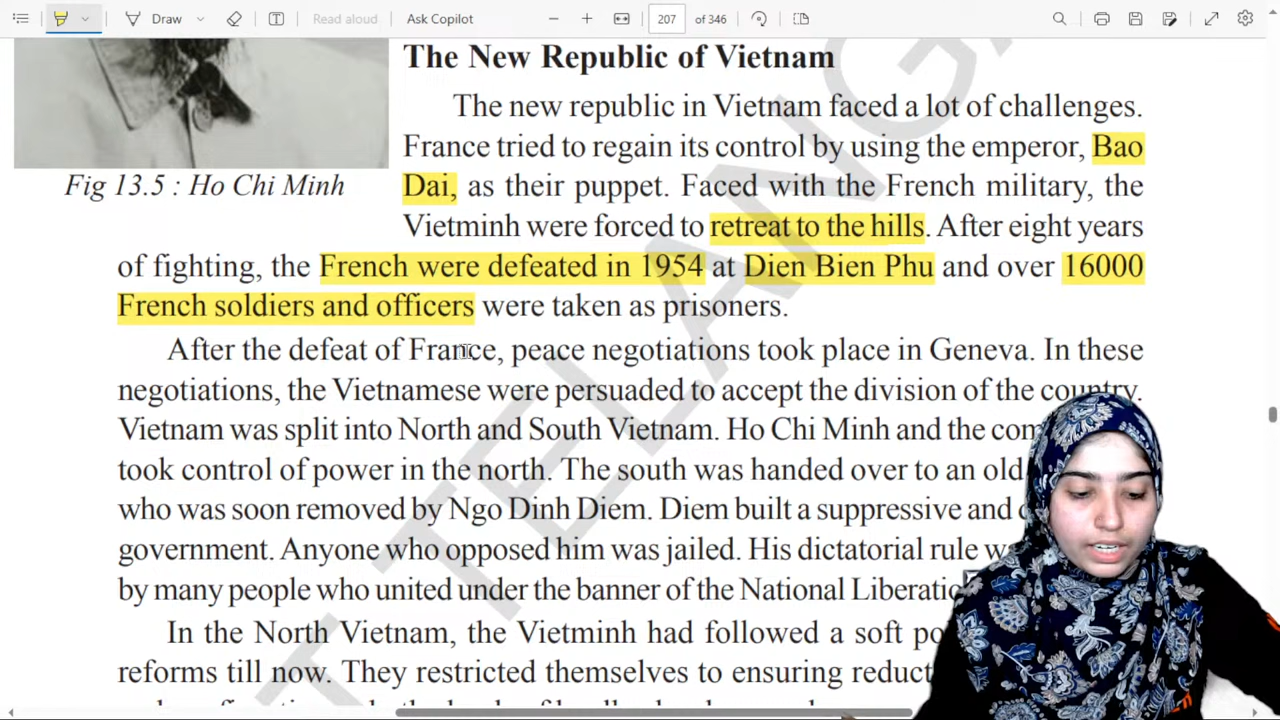 Draw
Read aloud
Ask Copilot
207
of 346
The New Republic of Vietnam
The new republic in Vietnam faced a lot of challenges.
France tried to regain its control by using the emperor, Bao
Fig 13.5 : Ho Chi Minh
Dai, as their puppet. Faced with the French military, the
Vietminh were forced to retreat to the hills. After eight years
of fighting, the French were defeated in 1954 at Dien Bien Phu and over 16000
French soldiers and officers were taken as prisoners.
After the defeat of France, peace negotiations took place in Geneva. In these
negotiations, the Vietnamese were persuaded to accept the division of the country.
Vietnam was split into North and South Vietnam. Ho Chi Minh and the
took control of power in the north. The south was handed over to an old
who was soon removed by Ngo Dinh Diem. Diem built a suppressive and
government. Anyone who opposed him was jailed. His dictatorial rule
by many people who united under the banner of the National
In the North Vietnam, the Vietminh had followed a soft
reforms till now. They restricted themselves to ensuring